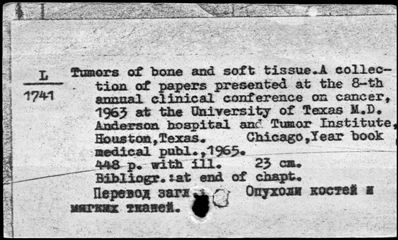 L
1741
Tumors of bone and soft tissue.A collec-
tion of papers presented at the 8-th
annual clinical conference on cancer,
1963 at the University of Texas M.D.
Anderson hospital and Tumor Institute,
Houston,Texas. Chicago,Year book
medical publ.,1965.
448 p. with ill. 23 cm.
Bibliogr.:at end of chapt.
Перевод загл Опухоли костей и
мягких тканей.